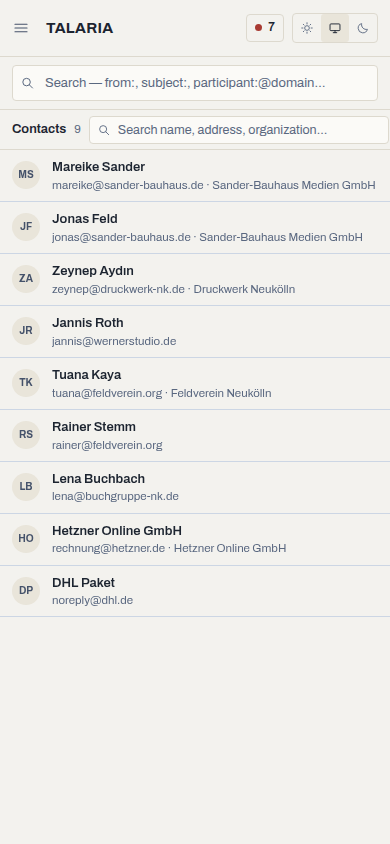 TALARIA
7
Search — from:, subject:, participant:@domain...
Contacts 9
Search name, address, organization...
MS
Mareike Sander
mareike@sander-bauhaus.de · Sander-Bauhaus Medien GmbH
JF
Jonas Feld
jonas@sander-bauhaus.de · Sander-Bauhaus Medien GmbH
ZA
Zeynep Aydın
zeynep@druckwerk-nk.de · Druckwerk Neukölln
JR
Jannis Roth
jannis@wernerstudio.de
TK
Tuana Kaya
tuana@feldverein.org · Feldverein Neukölln
RS
Rainer Stemm
rainer@feldverein.org
LB
Lena Buchbach
lena@buchgruppe-nk.de
HO
Hetzner Online GmbH
rechnung@hetzner.de · Hetzner Online GmbH
DP
DHL Paket
noreply@dhl.de